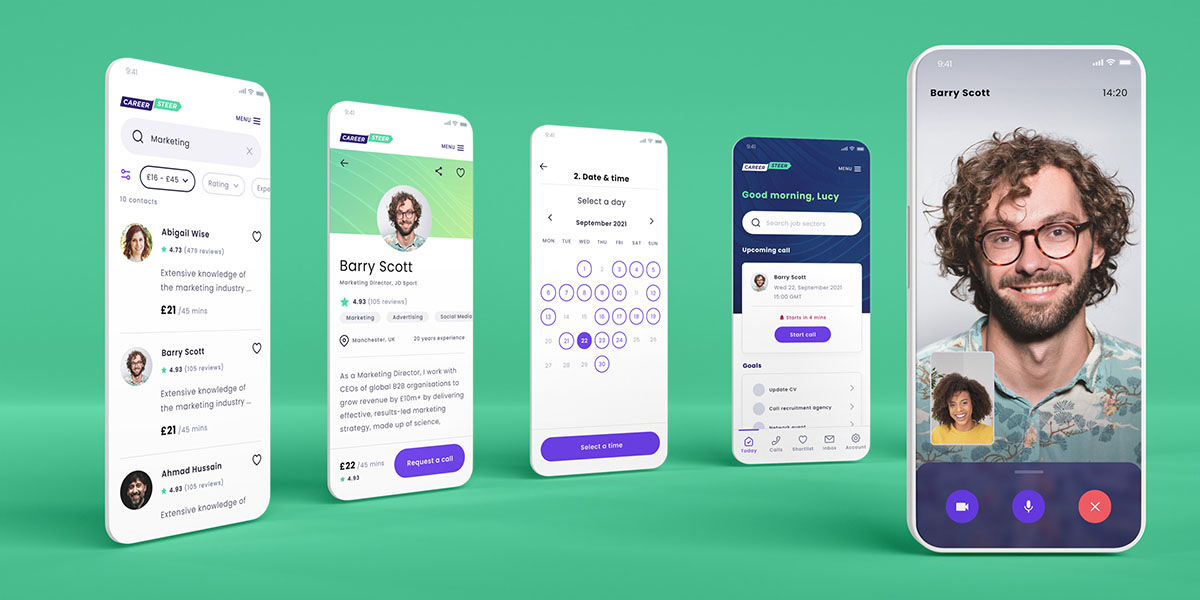 9:41
CAREER STEER
MENU
Marketing
£16 - £45
Rating
Expe
10 contacts
Abigail Wise
4.73 (479 reviews)
Extensive knowledge of
the marketing industry ...
£21 /45 mins
Barry Scott
4.93 (105 reviews)
Extensive knowledge of
the marketing industry ...
£21 /45 mins
Ahmad Hussain
4.93 (105 reviews)
Extensive knowledge of
9:41
CAREER STEER
MENU
Barry Scott
Marketing Director, JD Sport
4.93 (105 reviews)
Marketing Advertising Social Media
Manchester, UK 20 years experience
As a Marketing Director, I work with
CEOs of global B2B organisations to
grow revenue by £10m+ by delivering
effective, results-led marketing
strategy, made up of science,
£22 /45 mins
4.93
Request a call
9:41
2. Date & time
Select a day
September 2021
MON TUE WED THU FRI SAT SUN
1 2 3 4 5
6 7 8 9 10 11 12
13 14 15 16 17 18 19
20 21 22 23 24 25 26
27 28 29 30
Select a time
9:41
CAREER STEER
MENU
Good morning, Lucy
Search job sectors
Upcoming call
Barry Scott
Wed 22, September 2021
15:00 GMT
Starts in 4 mins
Start call
Goals
Update CV
Call recruitment agency
Network event
Today Calls Shortlist Inbox Account
9:41
Barry Scott 14:20